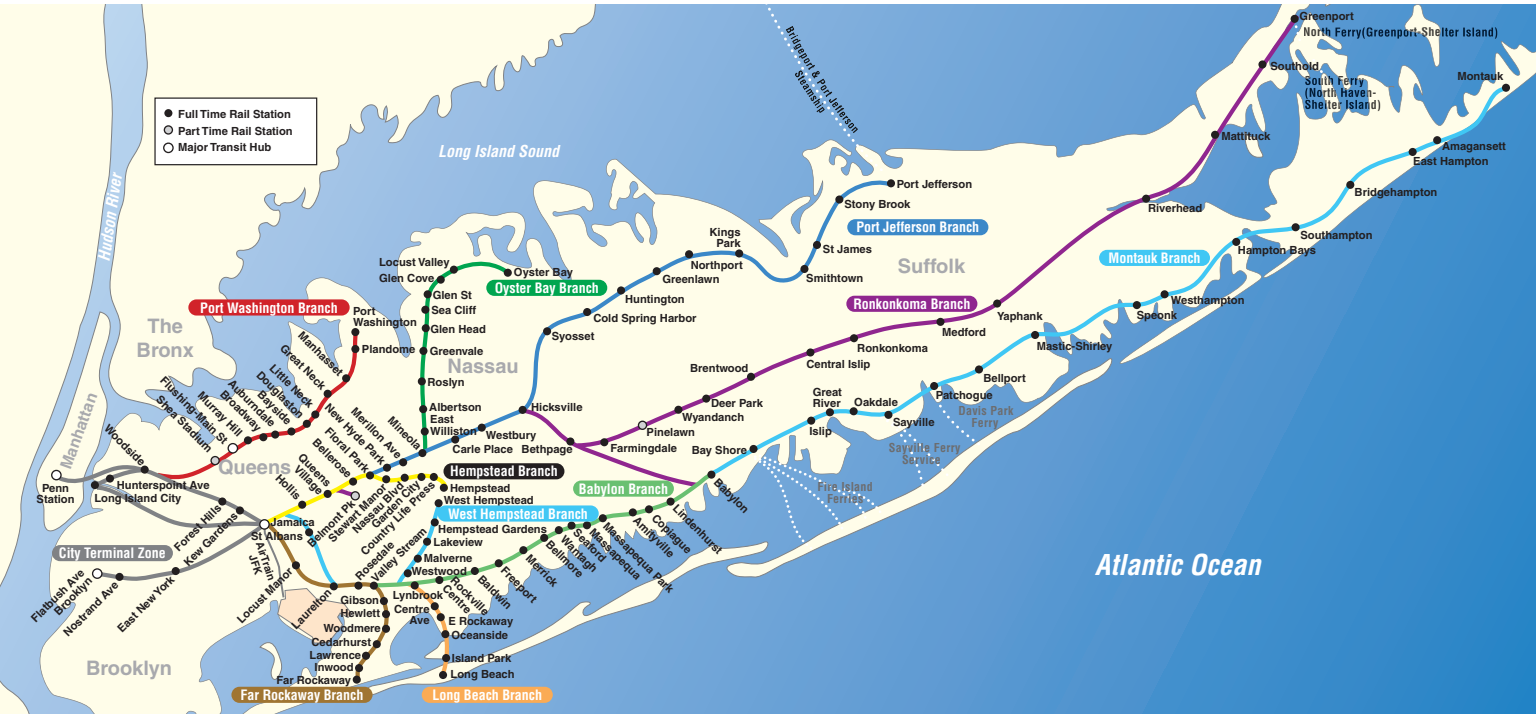 Full Time Rail Station
Part Time Rail Station
Major Transit Hub
Hudson River
Long Island Sound
Bridgeport & Port Jefferson
Steamship
Greenport
North Ferry(Greenport-Shelter Island)
Southold
South Ferry
(North Haven-
Shelter Island)
Montauk
Mattituck
Amagansett
East Hampton
Bridgehampton
Riverhead
Southampton
Hampton Bays
Montauk Branch
Westhampton
Speonk
Port Jefferson
Stony Brook
Port Jefferson Branch
St James
Smithtown
Kings
Park
Northport
Greenlawn
Huntington
Cold Spring Harbor
Syosset
Suffolk
Ronkonkoma Branch
Yaphank
Medford
Ronkonkoma
Central Islip
Brentwood
Deer Park
Wyandanch
Pinelawn
Farmingdale
Bethpage
Hicksville
Westbury
Carle Place
Mastic-Shirley
Bellport
Patchogue
Davis Park
Ferry
Sayville
Sayville Ferry
Service
Oakdale
Great
River
Islip
Bay Shore
Fire Island
Ferries
Babylon
Babylon Branch
Locust Valley
Glen Cove
Oyster Bay
Oyster Bay Branch
Glen St
Sea Cliff
Glen Head
Greenvale
Nassau
Roslyn
Albertson
East
Williston
Port Washington Branch
Port
Washington
Plandome
Manhasset
Great Neck
Little Neck
Douglaston
Bayside
Auburndale
Broadway
Murray Hill
Flushing-Main St
Shea Stadium
The
Bronx
Manhattan
Queens
Woodside
Penn
Station
Hunterspoint Ave
Long Island City
Forest Hills
Kew Gardens
Jamaica
Hollis
Queens
Village
Bellerose
Floral Park
New Hyde Park
Merillon Ave
Mineola
Hempstead Branch
Hempstead
Belmont Pk
Stewart Manor
Nassau Blvd
Garden City
Country Life Press
West Hempstead
West Hempstead Branch
Hempstead Gardens
Lakeview
Malverne
Westwood
St Albans
AirTrain
JFK
City Terminal Zone
Flatbush Ave
Brooklyn
Nostrand Ave
East New York
Brooklyn
Locust Manor
Laurelton
Rosedale
Valley Stream
Gibson
Hewlett
Woodmere
Cedarhurst
Lawrence
Inwood
Far Rockaway
Far Rockaway Branch
Lynbrook
Centre
Ave
E Rockaway
Oceanside
Island Park
Long Beach
Long Beach Branch
Rockville
Centre
Baldwin
Freeport
Merrick
Bellmore
Wantagh
Seaford
Massapequa
Massapequa Park
Amityville
Copiague
Lindenhurst
Atlantic Ocean